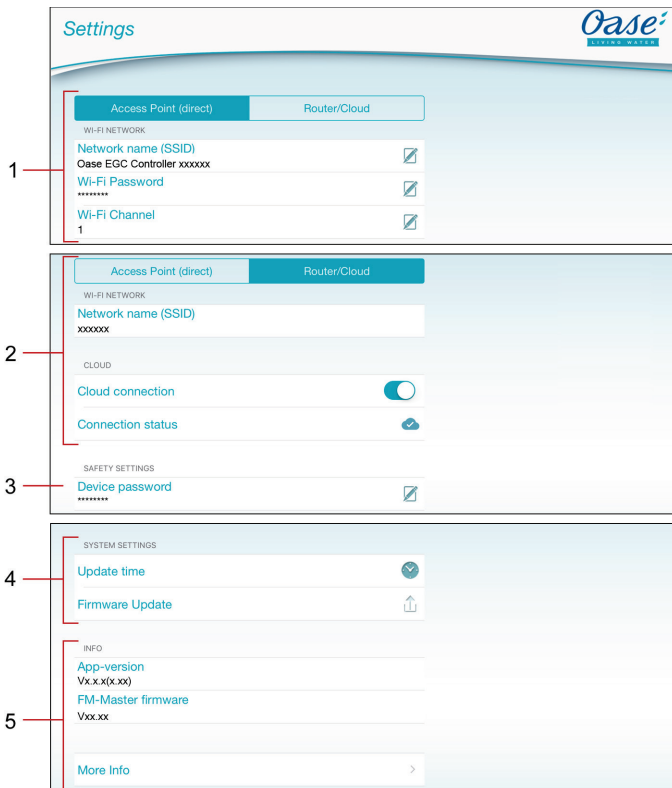 Settings
Oase
LIVING WATER
1
Access Point (direct) Router/Cloud
WI-FI NETWORK
Network name (SSID)
Oase EGC Controller xxxxxx
Wi-Fi Password
********
Wi-Fi Channel
1
2
Access Point (direct) Router/Cloud
WI-FI NETWORK
Network name (SSID)
xxxxxx
CLOUD
Cloud connection
Connection status
3
SAFETY SETTINGS
Device password
********
4
SYSTEM SETTINGS
Update time
Firmware Update
5
INFO
App-version
Vx.x.x(x.xx)
FM-Master firmware
Vxx.xx
More Info